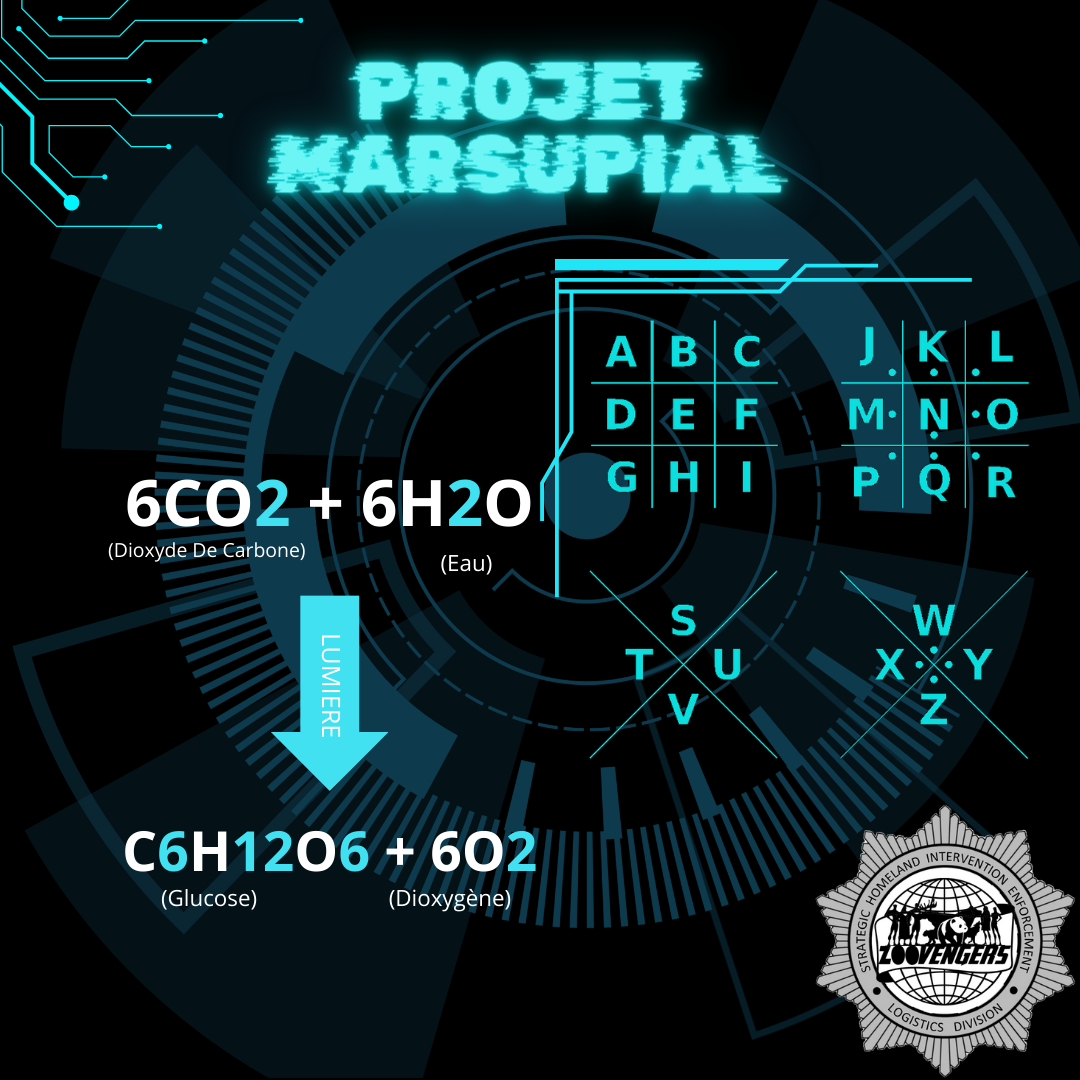 PROJET
MARSUPIAL
A B C
D E F
G H I
J K L
M N O
P Q R
6CO2 + 6H2O
(Dioxyde De Carbone)
(Eau)
LUMIERE
S
T U
V
W
X Y
Z
C6H12O6 + 6O2
(Glucose)
(Dioxygène)
STRATEGIC HOMELAND INTERVENTION ENFORCEMENT
ZOOVENGERS
LOGISTICS DIVISION